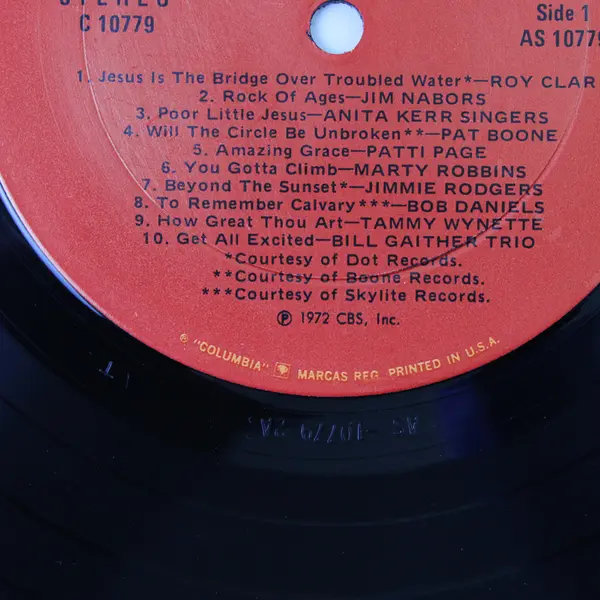 STEREO
C 10779
Side 1
AS 10779
1. Jesus Is The Bridge Over Troubled Water*—ROY CLAR
2. Rock Of Ages—JIM NABORS
3. Poor Little Jesus—ANITA KERR SINGERS
4. Will The Circle Be Unbroken**—PAT BOONE
5. Amazing Grace—PATTI PAGE
6. You Gotta Climb—MARTY ROBBINS
7. Beyond The Sunset*—JIMMIE RODGERS
8. To Remember Calvary***—BOB DANIELS
9. How Great Thou Art—TAMMY WYNETTE
10. Get All Excited—BILL GAITHER TRIO
*Courtesy of Dot Records.
**Courtesy of Boone Records.
***Courtesy of Skylite Records.
℗ 1972 CBS, Inc.
® "COLUMBIA" MARCAS REG. PRINTED IN U.S.A.